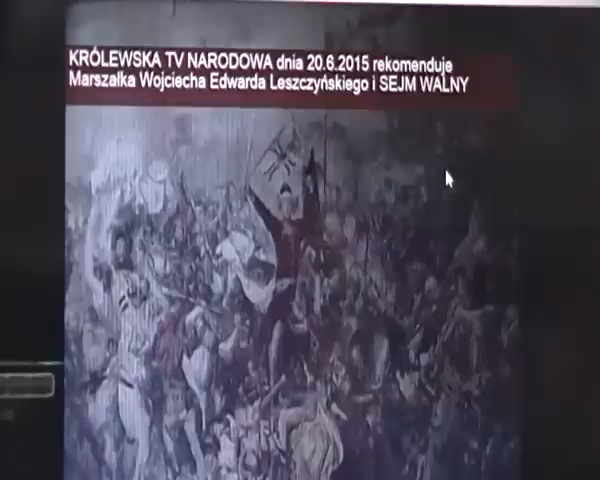 KRÓLEWSKA TV NARODOWA dnia 20.6.2015 rekomenduje
Marszałka Wojciecha Edwarda Leszczyńskiego i SEJM WALNY